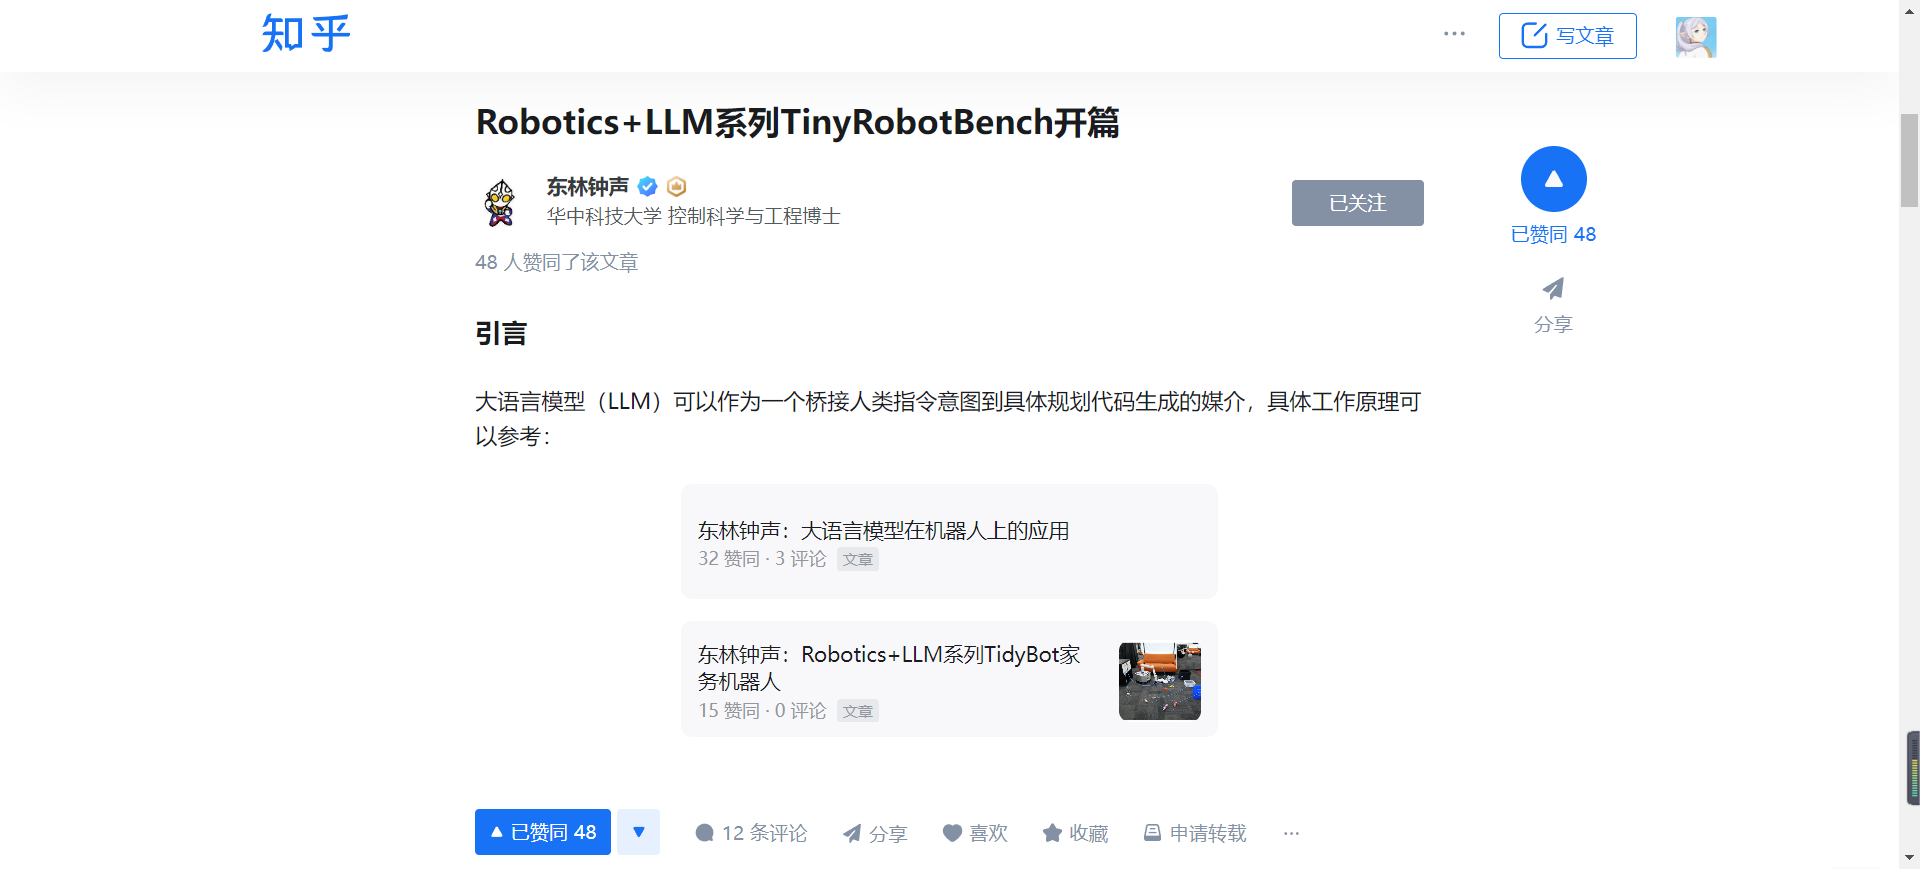 知乎
写文章
Robotics+LLM系列TinyRobotBench开篇
东林钟声
华中科技大学 控制科学与工程博士
已关注
48 人赞同了该文章
已赞同 48
分享
引言
大语言模型（LLM）可以作为一个桥接人类指令意图到具体规划代码生成的媒介，具体工作原理可
以参考：
东林钟声：大语言模型在机器人上的应用
32 赞同 · 3 评论 文章
东林钟声：Robotics+LLM系列TidyBot家
务机器人
15 赞同 · 0 评论 文章
已赞同 48 12 条评论 分享 喜欢 收藏 申请转载